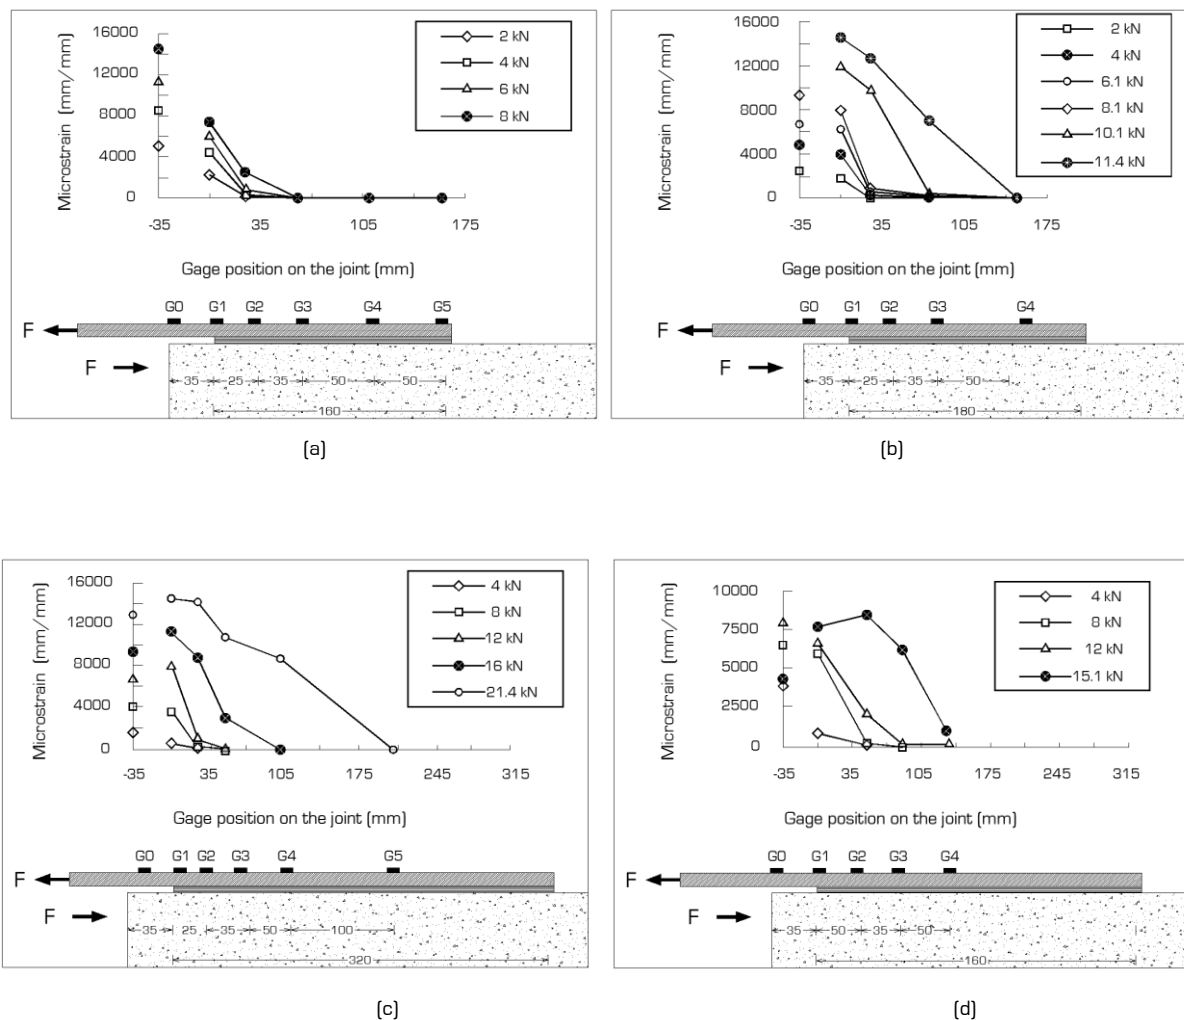 16000
12000
8000
4000
0
Microstrain (mm/mm)
-35 35 105 175
Gage position on the joint (mm)
2 kN
4 kN
6 kN
8 kN
G0 G1 G2 G3 G4 G5
F
F
35 25 35 50 50
160
(a)
16000
12000
8000
4000
0
Microstrain (mm/mm)
-35 35 105 175
Gage position on the joint (mm)
2 kN
4 kN
6.1 kN
8.1 kN
10.1 kN
11.4 kN
G0 G1 G2 G3 G4
F
F
35 25 35 50
180
(b)
16000
12000
8000
4000
0
Microstrain (mm/mm)
-35 35 105 175 245 315
Gage position on the joint (mm)
4 kN
8 kN
12 kN
16 kN
21.4 kN
G0 G1 G2 G3 G4 G5
F
F
35 25 35 50 100
320
(c)
10000
7500
5000
2500
0
Microstrain (mm/mm)
-35 35 105 175 245 315
Gage position on the joint (mm)
4 kN
8 kN
12 kN
15.1 kN
G0 G1 G2 G3 G4
F
F
35 50 35 50
160
(d)